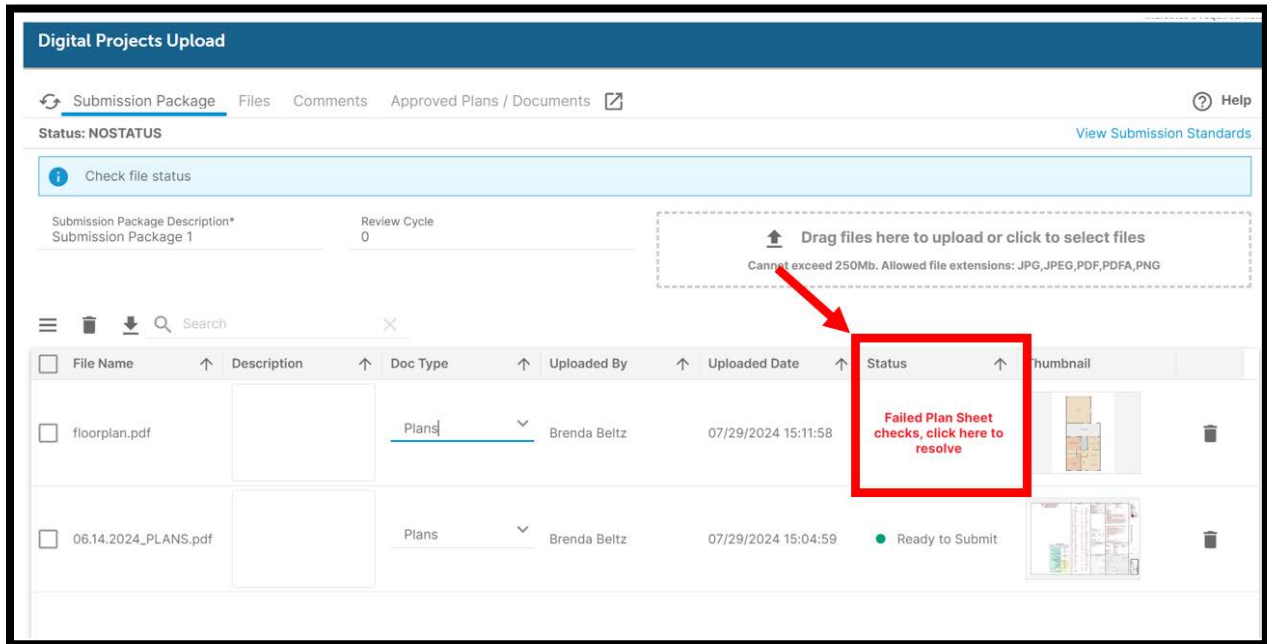 Digital Projects Upload
Submission Package Files Comments Approved Plans / Documents Help
Status: NOSTATUS View Submission Standards
Check file status
Submission Package Description* Review Cycle
Submission Package 1 0
Drag files here to upload or click to select files
Cannot exceed 250Mb. Allowed file extensions: JPG,JPEG,PDF,PDFA,PNG
Search
File Name Description Doc Type Uploaded By Uploaded Date Status Thumbnail
floorplan.pdf Plans Brenda Beltz 07/29/2024 15:11:58
Failed Plan Sheet
checks, click here to
resolve
06.14.2024_PLANS.pdf Plans Brenda Beltz 07/29/2024 15:04:59 Ready to Submit